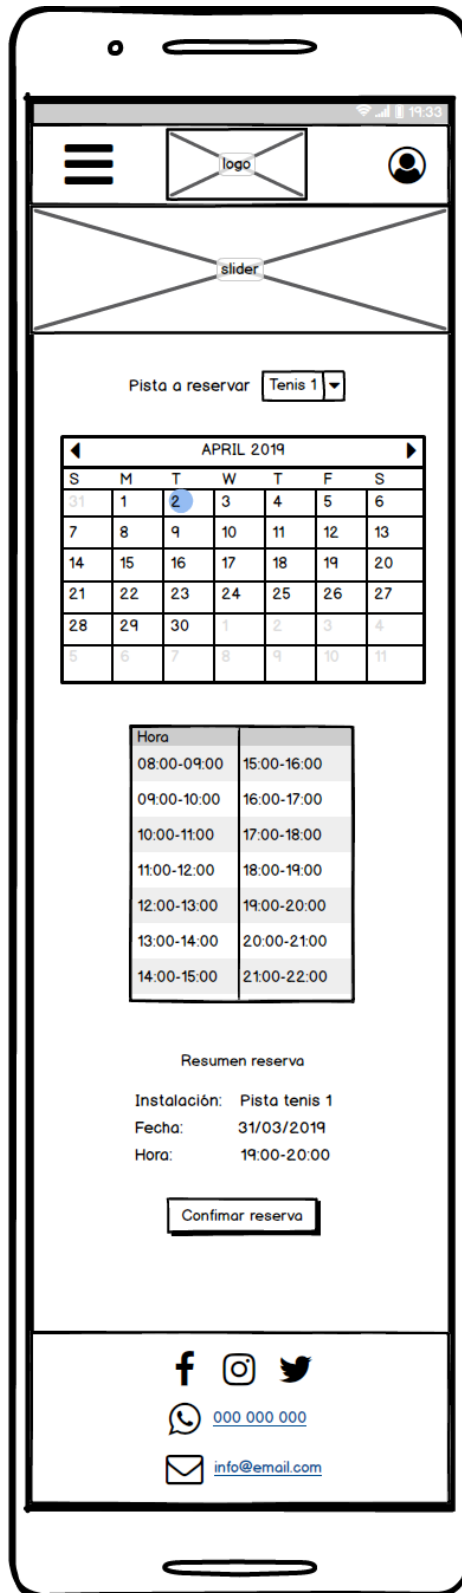 19:33
logo
slider
Pista a reservar Tenis 1
APRIL 2019
S M T W T F S
31 1 2 3 4 5 6
7 8 9 10 11 12 13
14 15 16 17 18 19 20
21 22 23 24 25 26 27
28 29 30 1 2 3 4
5 6 7 8 9 10 11
Hora
08:00-09:00 15:00-16:00
09:00-10:00 16:00-17:00
10:00-11:00 17:00-18:00
11:00-12:00 18:00-19:00
12:00-13:00 19:00-20:00
13:00-14:00 20:00-21:00
14:00-15:00 21:00-22:00
Resumen reserva
Instalación: Pista tenis 1
Fecha: 31/03/2019
Hora: 19:00-20:00
Confimar reserva
000 000 000
info@email.com